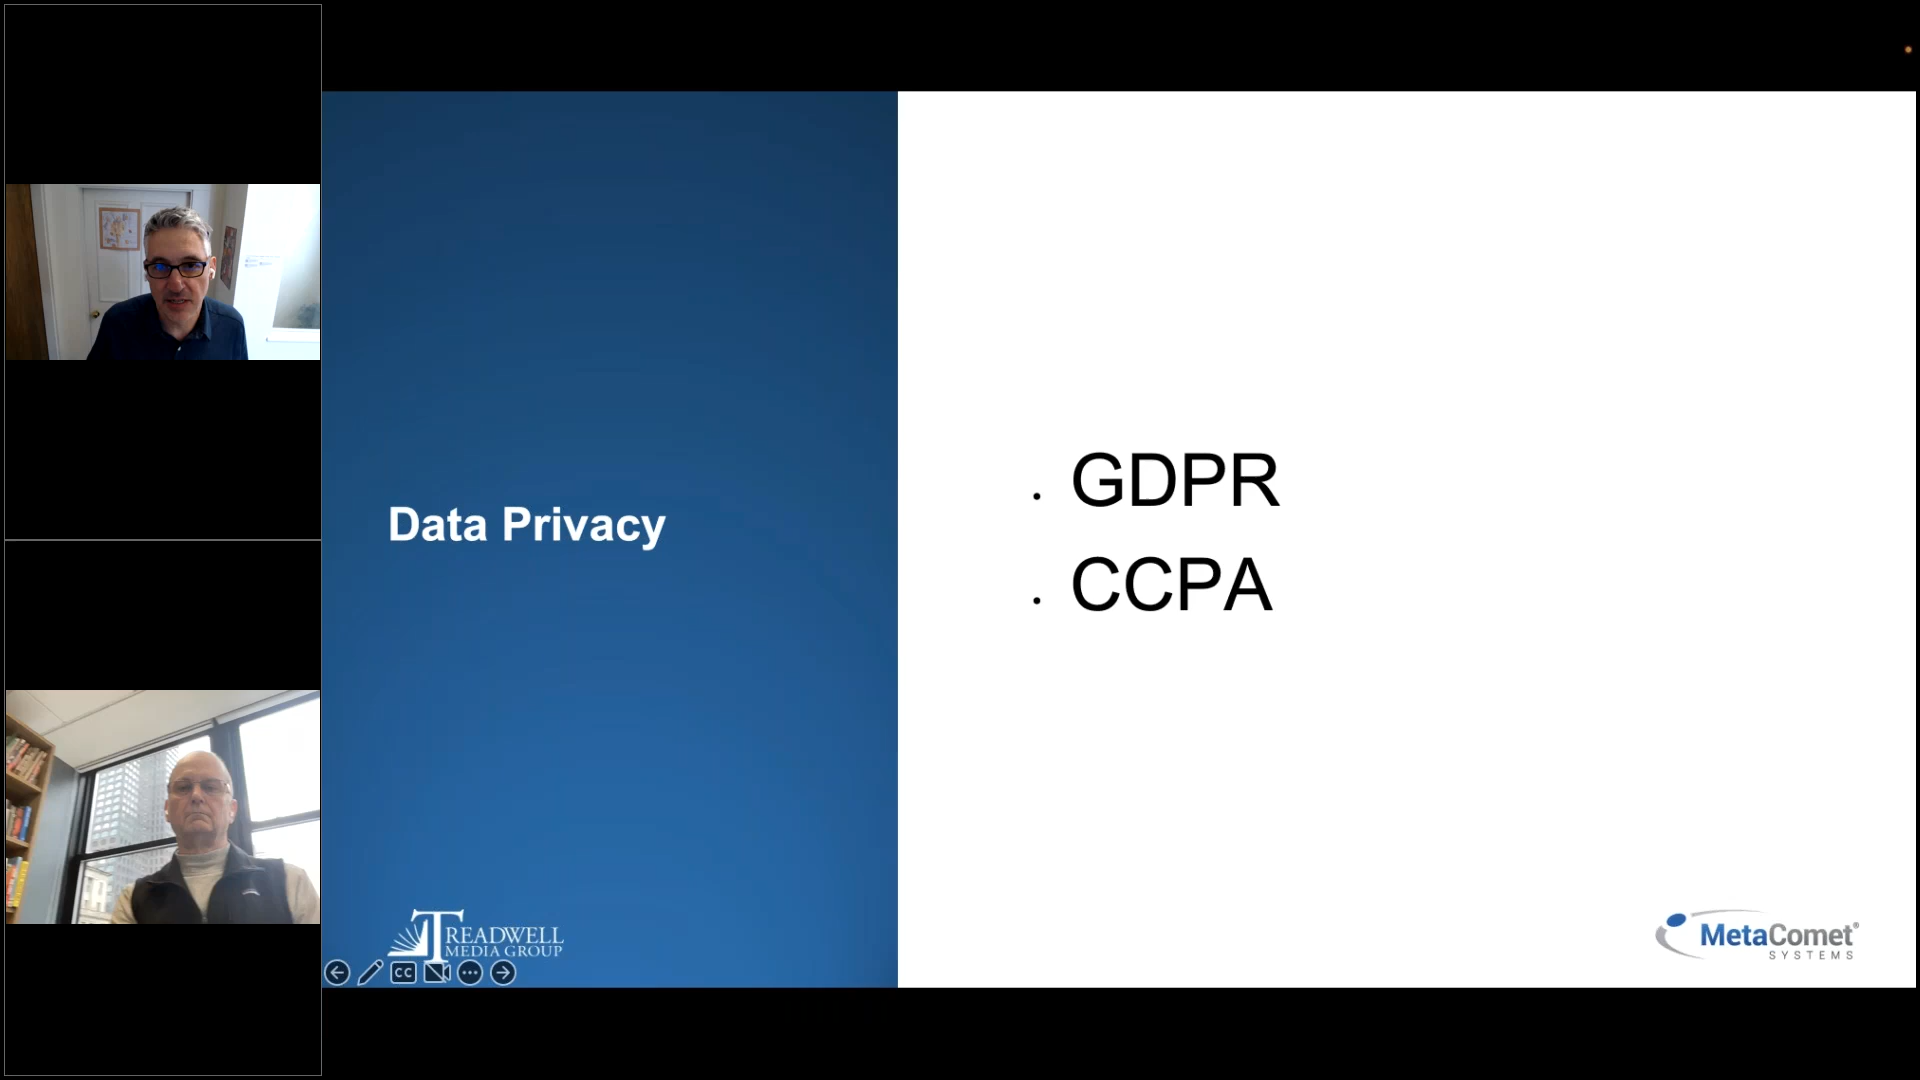 Data Privacy
. GDPR
. CCPA
TREADWELL
MEDIA GROUP
CC
MetaComet®
SYSTEMS